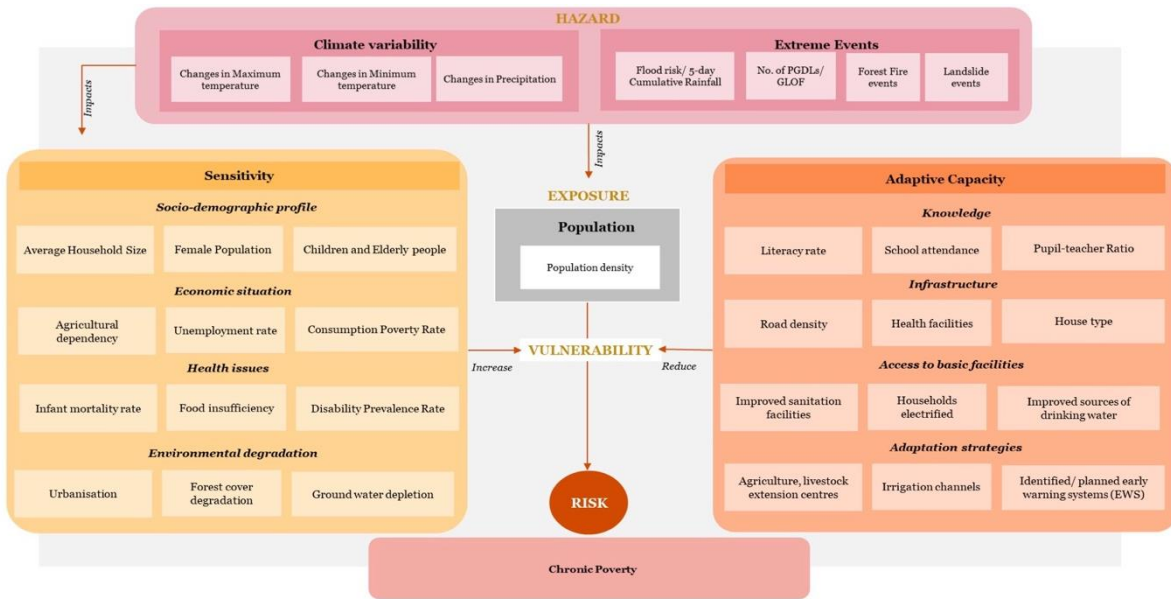 HAZARD
Climate variability
Changes in Maximum
temperature
Changes in Minimum
temperature
Changes in Precipitation
Extreme Events
Flood risk/ 5-day
Cumulative Rainfall
No. of PGDLs/
GLOF
Forest Fire
events
Landslide
events
Impacts
Impacts
Sensitivity
Socio-demographic profile
Average Household Size
Female Population
Children and Elderly people
Economic situation
Agricultural
dependency
Unemployment rate
Consumption Poverty Rate
Health issues
Infant mortality rate
Food insufficiency
Disability Prevalence Rate
Environmental degradation
Urbanisation
Forest cover
degradation
Ground water depletion
EXPOSURE
Population
Population density
VULNERABILITY
Increase
Reduce
RISK
Adaptive Capacity
Knowledge
Literacy rate
School attendance
Pupil-teacher Ratio
Infrastructure
Road density
Health facilities
House type
Access to basic facilities
Improved sanitation
facilities
Households
electrified
Improved sources of
drinking water
Adaptation strategies
Agriculture, livestock
extension centres
Irrigation channels
Identified/ planned early
warning systems (EWS)
Chronic Poverty